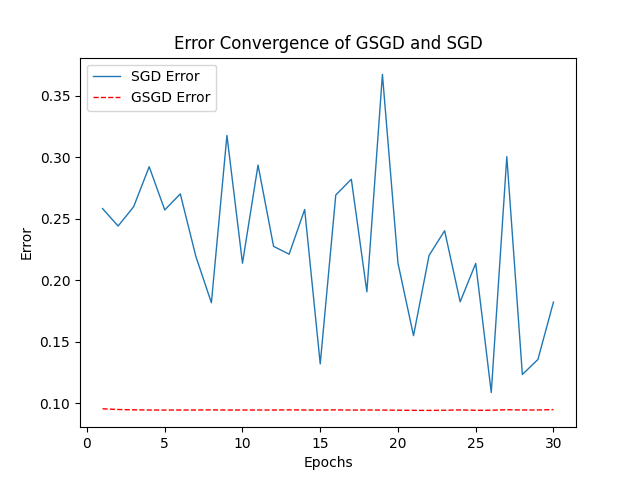 Error Convergence of GSGD and SGD
SGD Error
GSGD Error
Error
0.35
0.30
0.25
0.20
0.15
0.10
0 5 10 15 20 25 30
Epochs